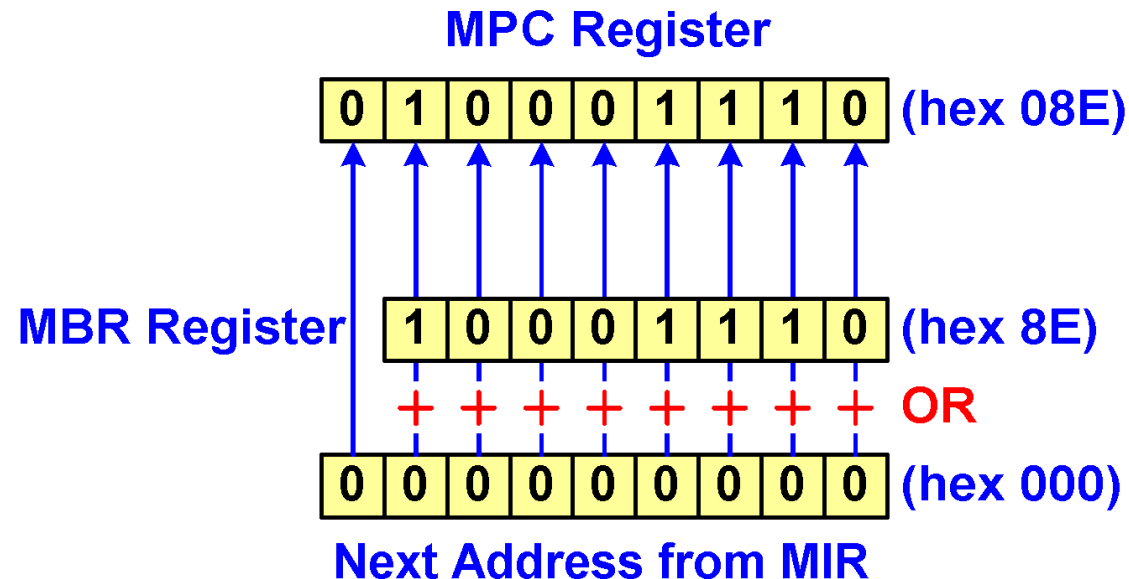 MPC Register
0 1 0 0 0 1 1 1 0 (hex 08E)
MBR Register 1 0 0 0 1 1 1 0 (hex 8E)
+ + + + + + + + OR
0 0 0 0 0 0 0 0 0 (hex 000)
Next Address from MIR